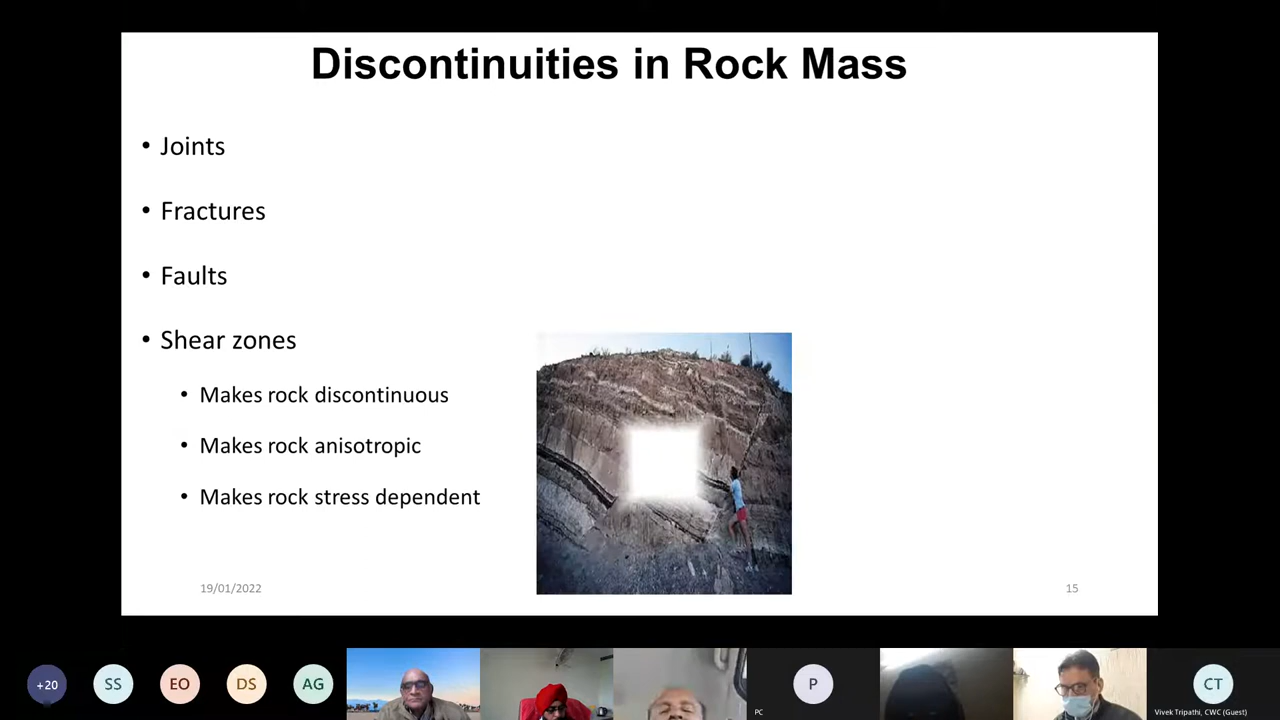 Discontinuities in Rock Mass
• Joints
• Fractures
• Faults
• Shear zones
• Makes rock discontinuous
• Makes rock anisotropic
• Makes rock stress dependent
19/01/2022
15
+20
SS
EO
DS
AG
P
CT
PC
Vivek Tripathi, CWC (Guest)